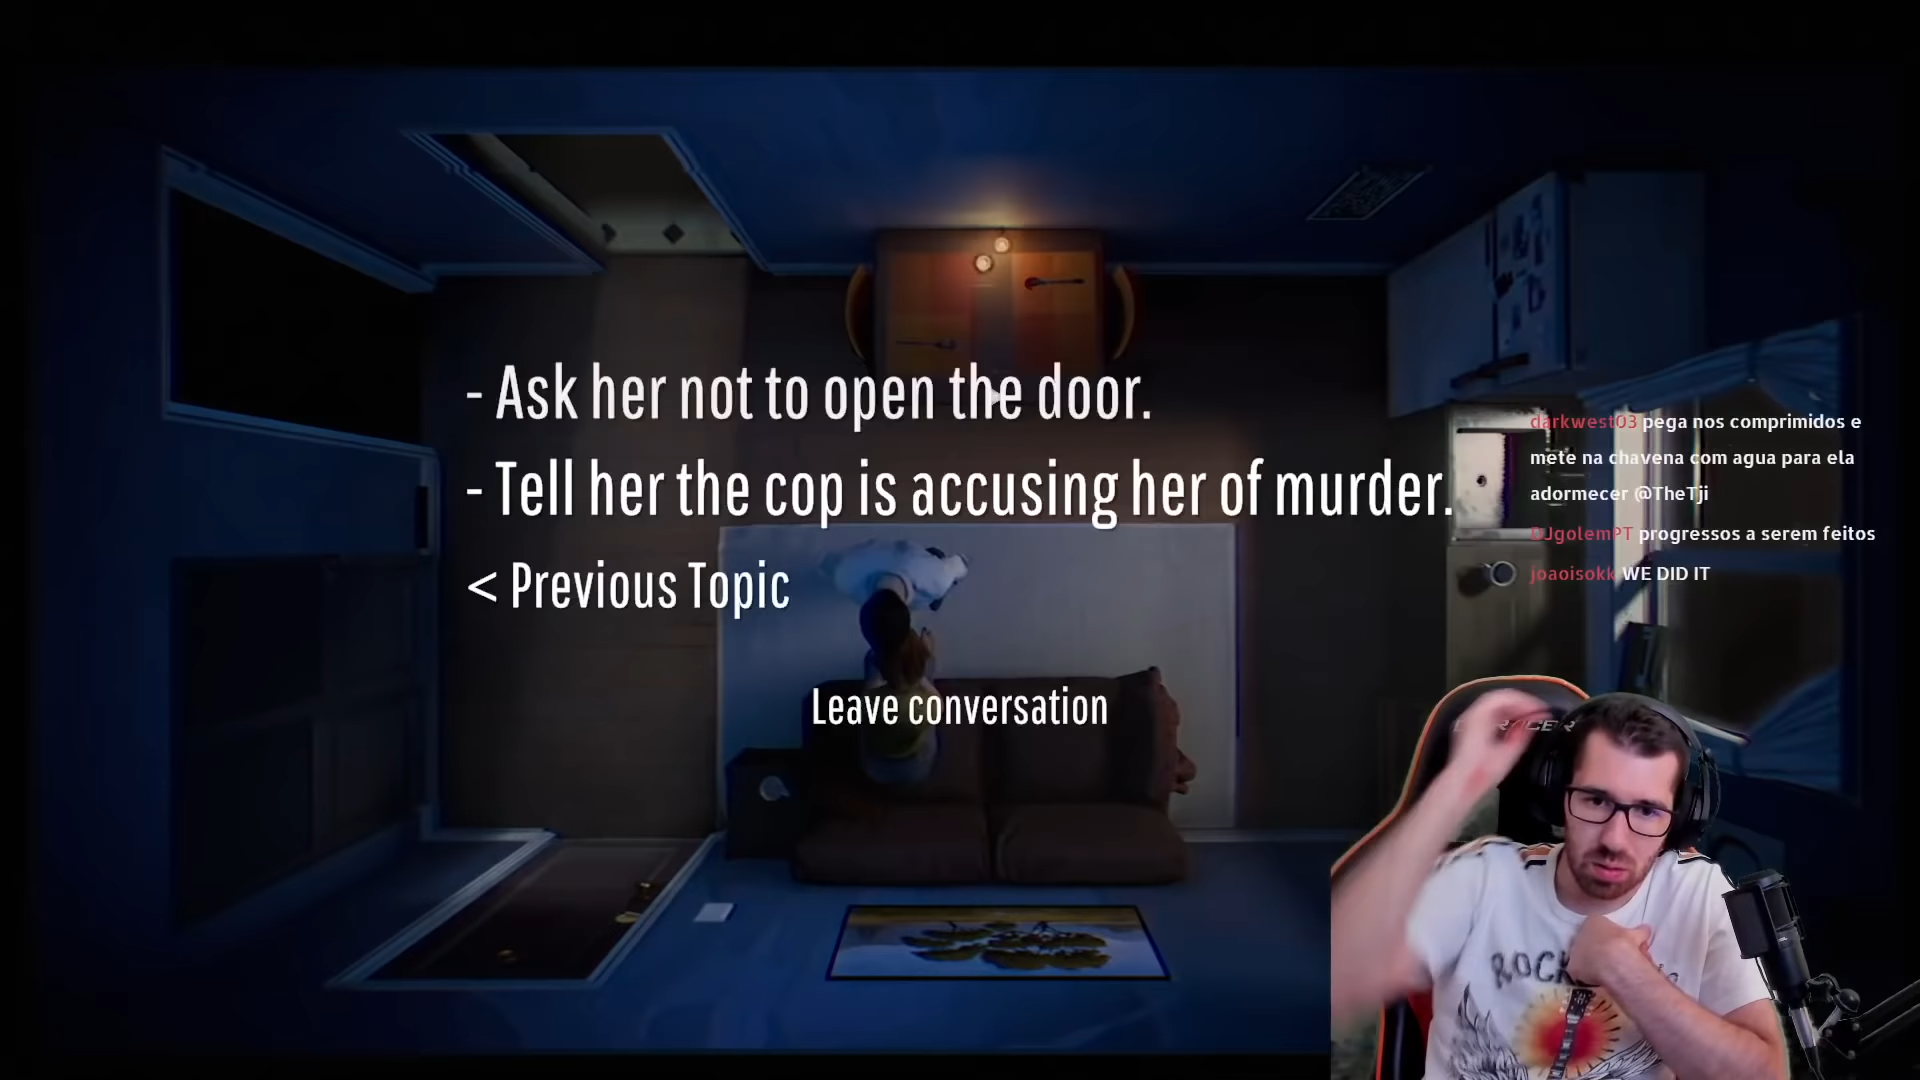 - Ask her not to open the door.
- Tell her the cop is accusing her of murder.
< Previous Topic
Leave conversation
darkwest03 pega nos comprimidos e
mete na chavena com agua para ela
adormecer @TheTji
DJgolemPT progressos a serem feitos
joaoisokk WE DID IT